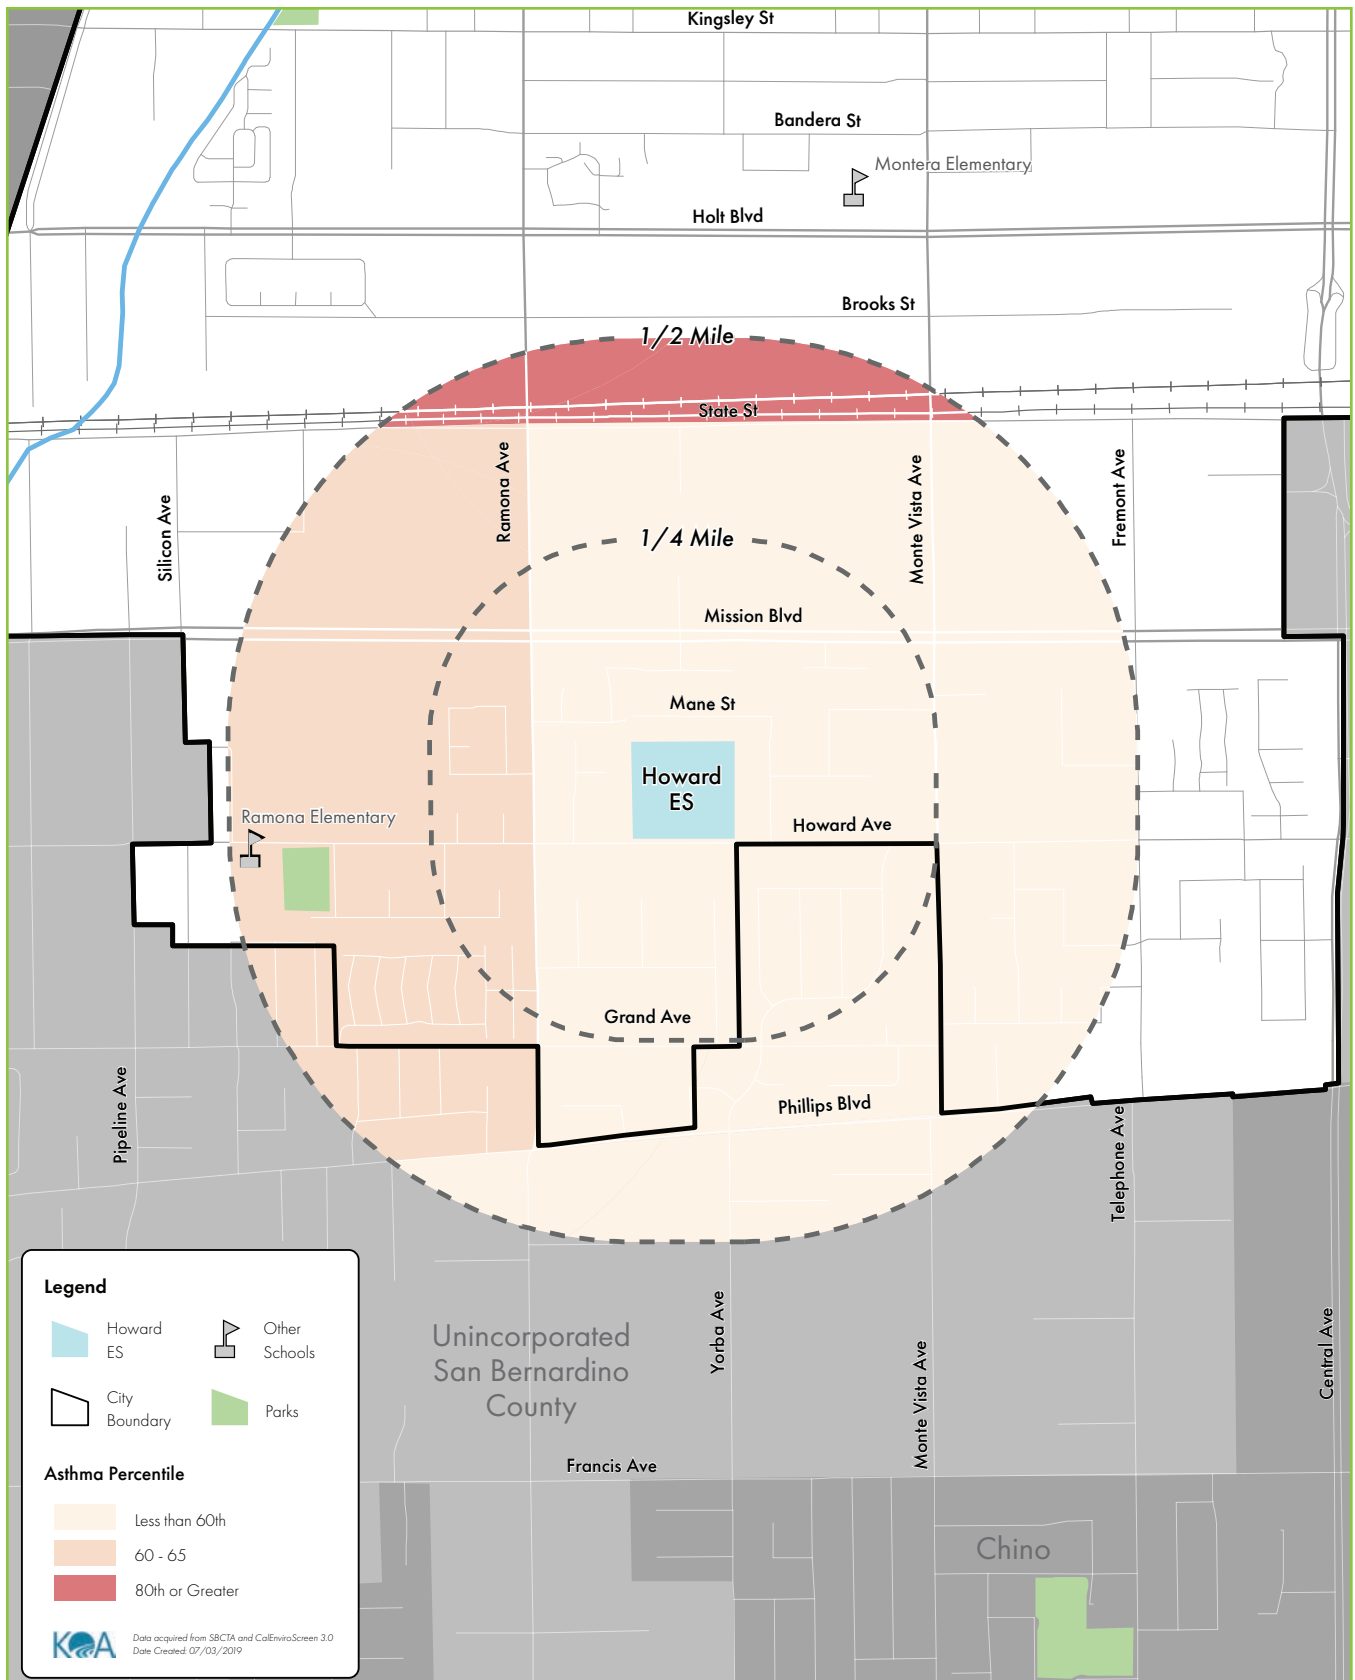 Kingsley St
Bandera St
Montera Elementary
Holt Blvd
Brooks St
1/2 Mile
State St
Ramona Ave
Monte Vista Ave
Fremont Ave
Silicon Ave
1/4 Mile
Mission Blvd
Mane St
Howard
ES
Ramona Elementary
Howard Ave
Grand Ave
Pipeline Ave
Phillips Blvd
Telephone Ave
Yorba Ave
Monte Vista Ave
Central Ave
Unincorporated
San Bernardino
County
Francis Ave
Chino
Legend
Howard
ES
Other
Schools
City
Boundary
Parks
Asthma Percentile
Less than 60th
60 - 65
80th or Greater
KOA
Data acquired from SBCTA and CalEnviroScreen 3.0
Date Created: 07/03/2019